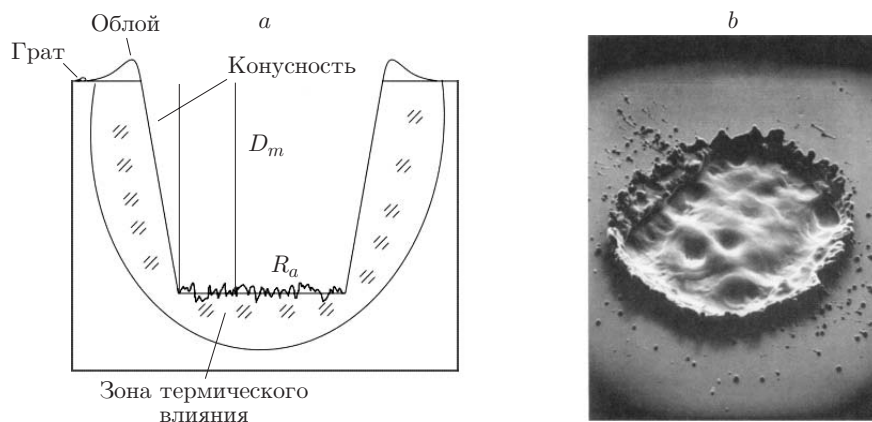 a
b
Облой
Грат
Конусность
D_m
R_a
Зона термического
влияния